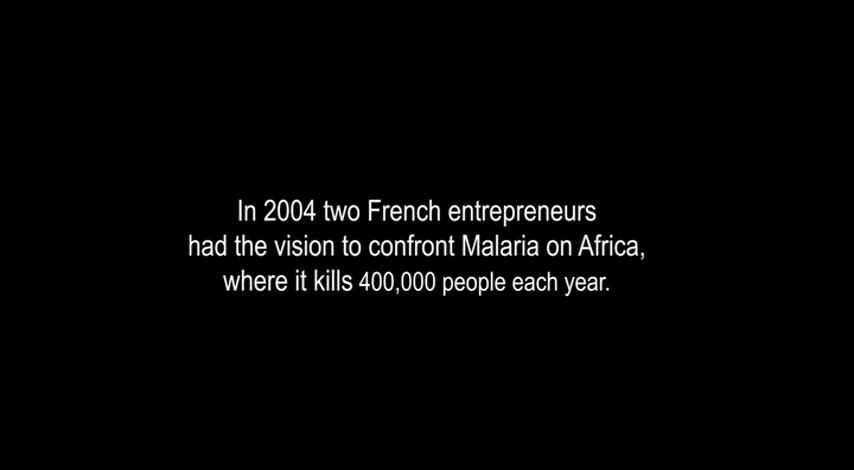 In 2004 two French entrepreneurs
had the vision to confront Malaria on Africa,
where it kills 400,000 people each year.